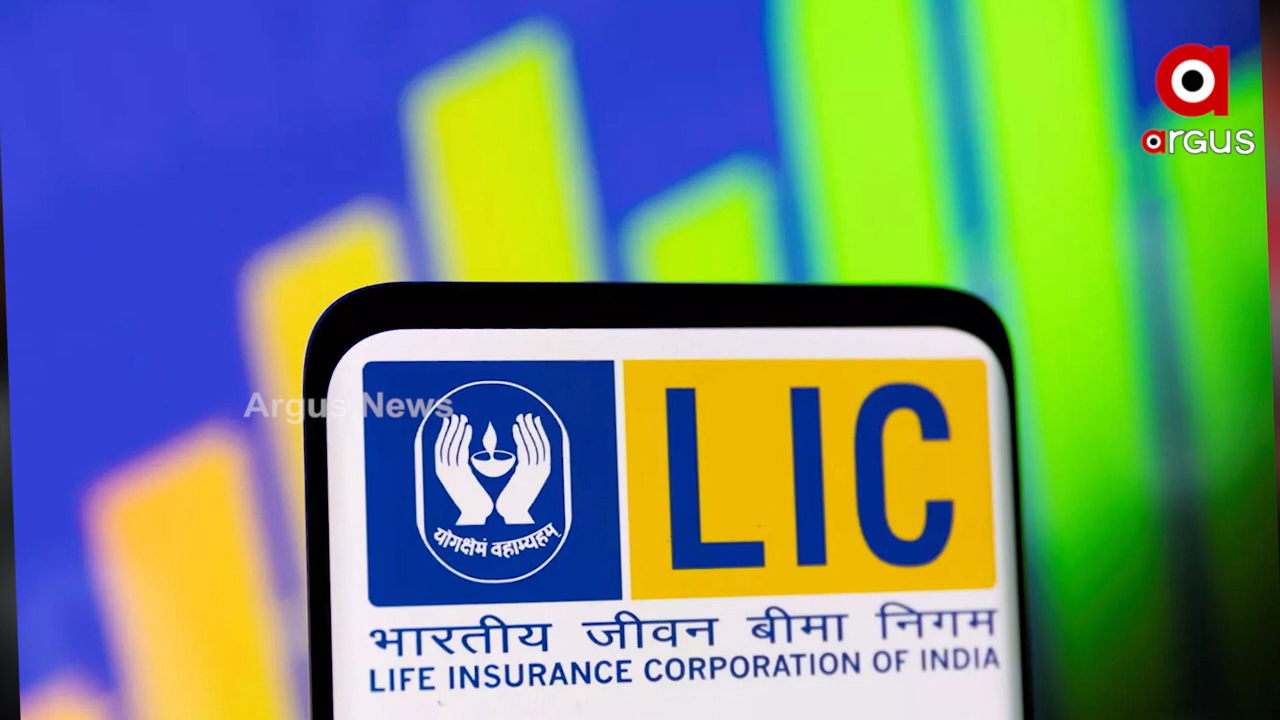 a
argus
Argus News
LIC
योगक्षेमं वहाम्यहम्
भारतीय जीवन बीमा निगम
LIFE INSURANCE CORPORATION OF INDIA